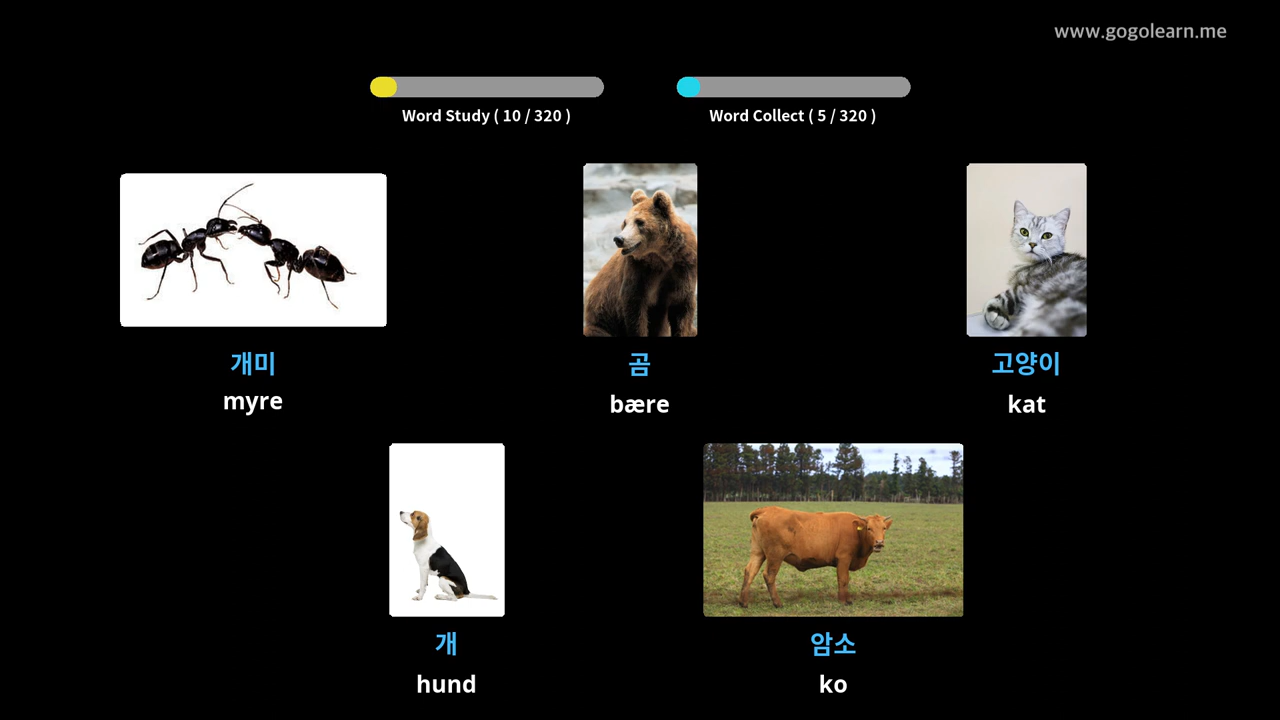 www.gogolearn.me
Word Study ( 10 / 320 )
Word Collect ( 5 / 320 )
개미
myre
곰
bære
고양이
kat
개
hund
암소
ko